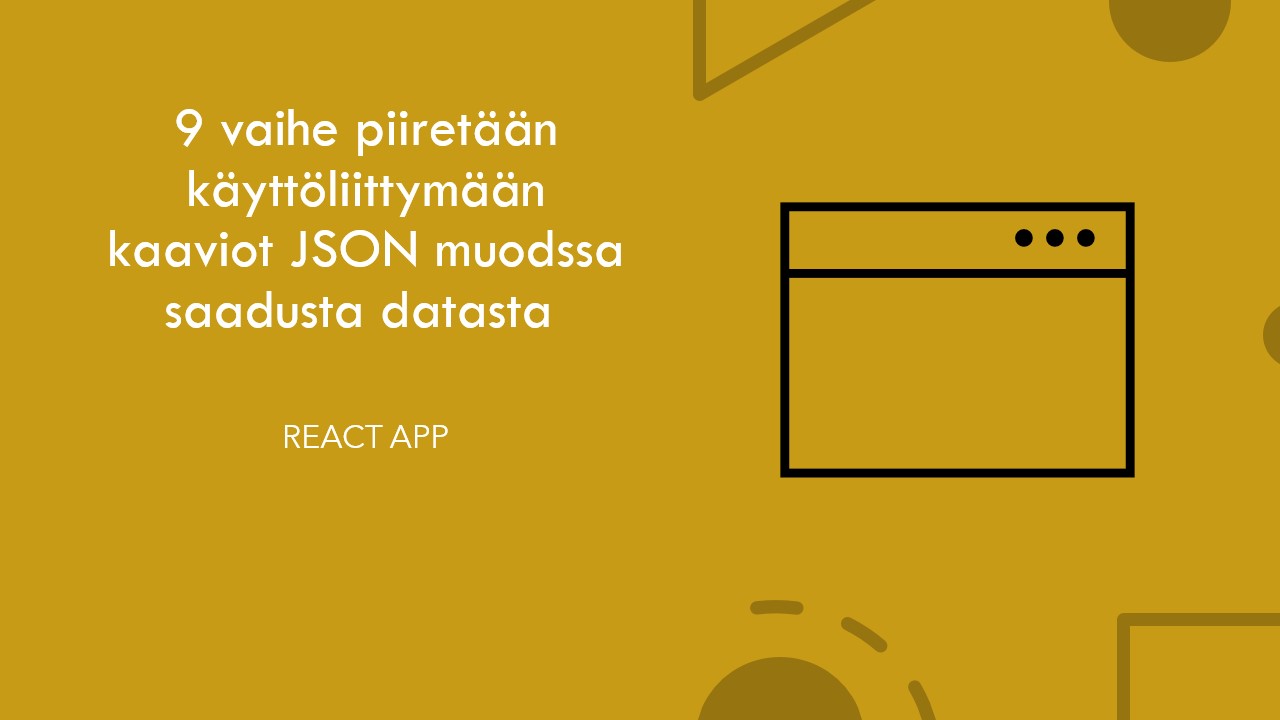 9 vaihe piiretään
käyttöliittymään
kaaviot JSON muodssa
saadusta datasta
REACT APP